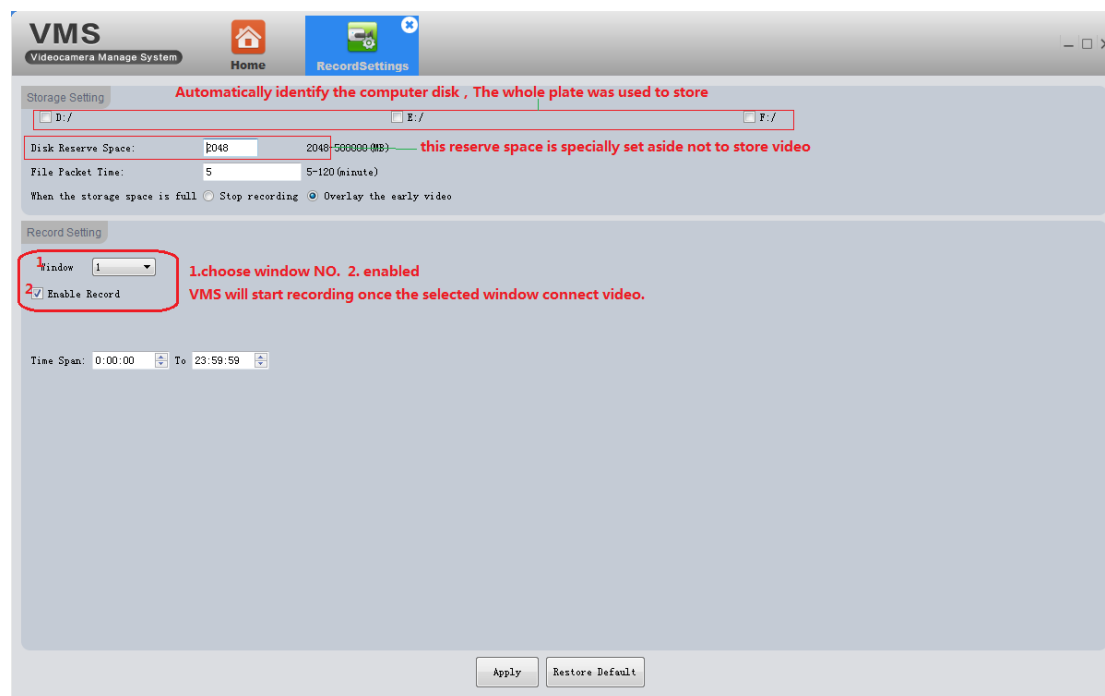 VMS
Videocamera Manage System
Home
RecordSettings
Storage Setting
Automatically identify the computer disk , The whole plate was used to store
D:/ E:/ F:/
Disk Reserve Space: 2048 2048-500000(MB) this reserve space is specially set aside not to store video
File Packet Time: 5 5-120(minute)
When the storage space is full Stop recording Overlay the early video
Record Setting
1 Window 1
1.choose window NO. 2. enabled
2 Enable Record
VMS will start recording once the selected window connect video.
Time Span: 0:00:00 To 23:59:59
Apply Restore Default